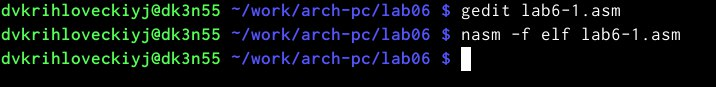 dvkrihloveckiyj@dk3n55 ~/work/arch-pc/lab06 $ gedit lab6-1.asm
dvkrihloveckiyj@dk3n55 ~/work/arch-pc/lab06 $ nasm -f elf lab6-1.asm
dvkrihloveckiyj@dk3n55 ~/work/arch-pc/lab06 $